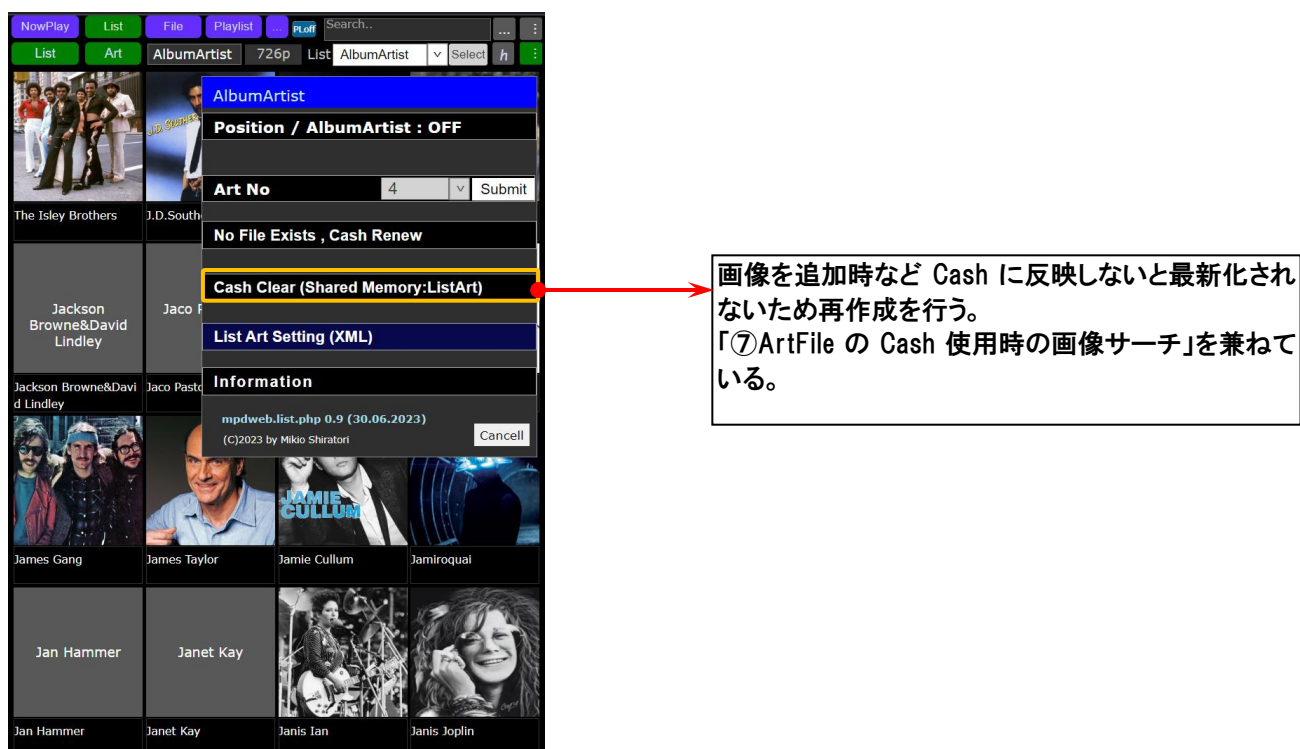 NowPlay List File Playlist ... PLoff Search.. ... ⋮
List Art AlbumArtist 726p List AlbumArtist ˅ Select h ⋮
AlbumArtist
Position / AlbumArtist : OFF
Art No 4 ˅ Submit
No File Exists , Cash Renew
Cash Clear (Shared Memory:ListArt)
List Art Setting (XML)
Information
mpdweb.list.php 0.9 (30.06.2023)
(C)2023 by Mikio Shiratori
Cancell
The Isley Brothers
J.D.South
Jackson
Browne&David
Lindley
Jaco
Jackson Browne&Davi
d Lindley
Jaco Pasto
JAMIE
CULLUM
James Gang
James Taylor
Jamie Cullum
Jamiroquai
Jan Hammer
Janet Kay
Jan Hammer
Janet Kay
Janis Ian
Janis Joplin
画像を追加時など Cash に反映しないと最新化され
ないため再作成を行う。
「⑦ArtFile の Cash 使用時の画像サーチ」を兼ねて
いる。